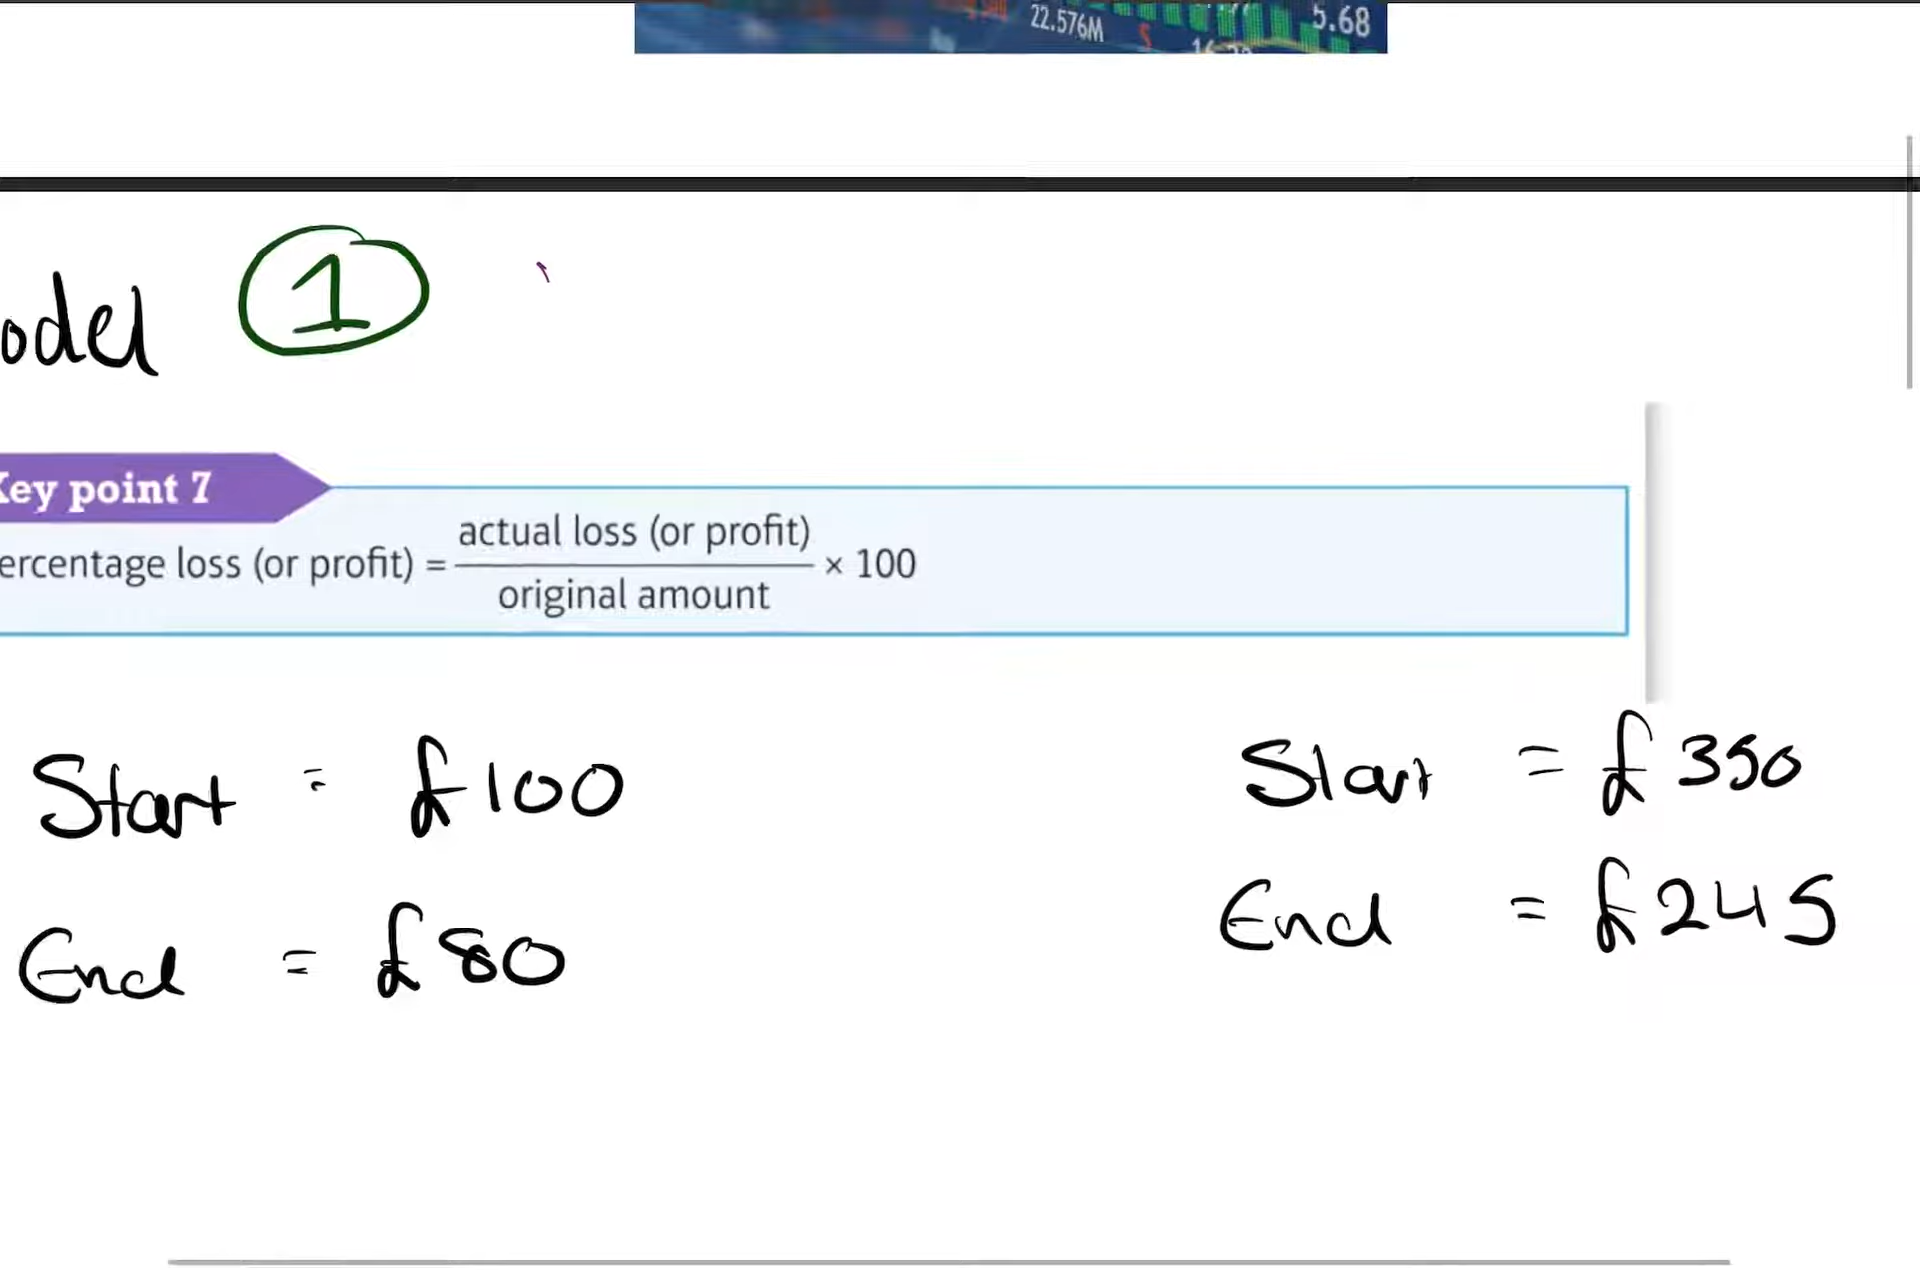 22.576M
5.68
odel 1
Key point 7
ercentage loss (or profit) = actual loss (or profit) / original amount × 100
Start = £100
End = £80
Start = £350
End = £245